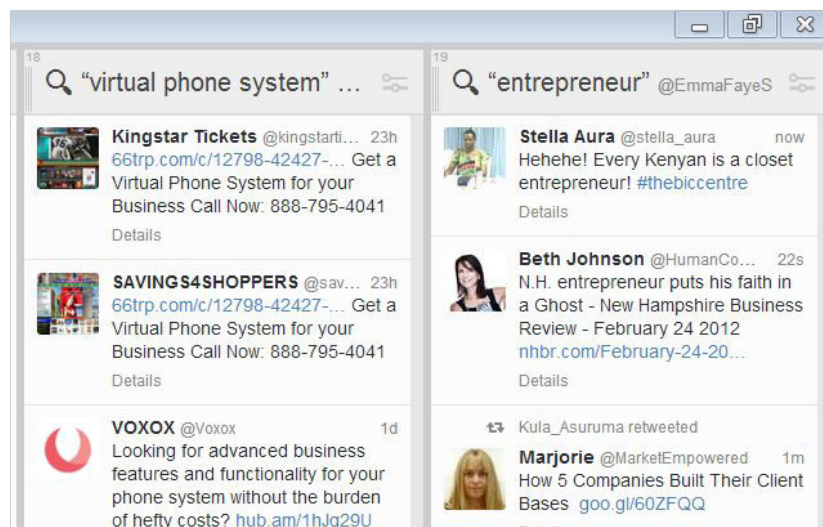 18
“virtual phone system” ...
Kingstar Tickets @kingstarti... 23h
66trp.com/c/12798-42427-... Get a
Virtual Phone System for your
Business Call Now: 888-795-4041
Details
SAVINGS4SHOPPERS @sav... 23h
66trp.com/c/12798-42427-... Get a
Virtual Phone System for your
Business Call Now: 888-795-4041
Details
VOXOX @Voxox 1d
Looking for advanced business
features and functionality for your
phone system without the burden
of hefty costs? hub.am/1hJg29U
19
“entrepreneur” @EmmaFayeS
Stella Aura @stella_aura now
Hehehe! Every Kenyan is a closet
entrepreneur! #thebiccentre
Details
Beth Johnson @HumanCo... 22s
N.H. entrepreneur puts his faith in
a Ghost - New Hampshire Business
Review - February 24 2012
nhbr.com/February-24-20...
Details
Kula_Asuruma retweeted
Marjorie @MarketEmpowered 1m
How 5 Companies Built Their Client
Bases goo.gl/60ZFQQ